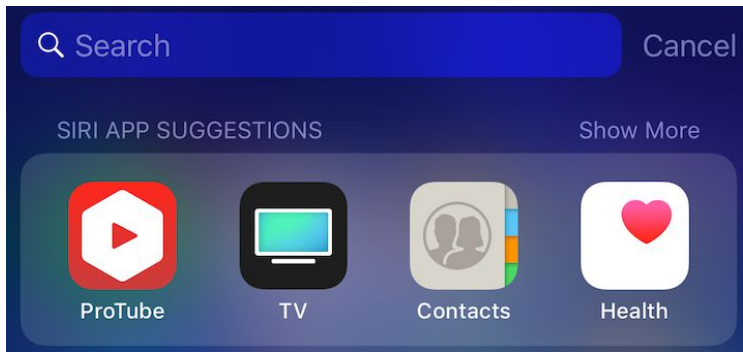 Search Cancel
SIRI APP SUGGESTIONS Show More
ProTube TV Contacts Health